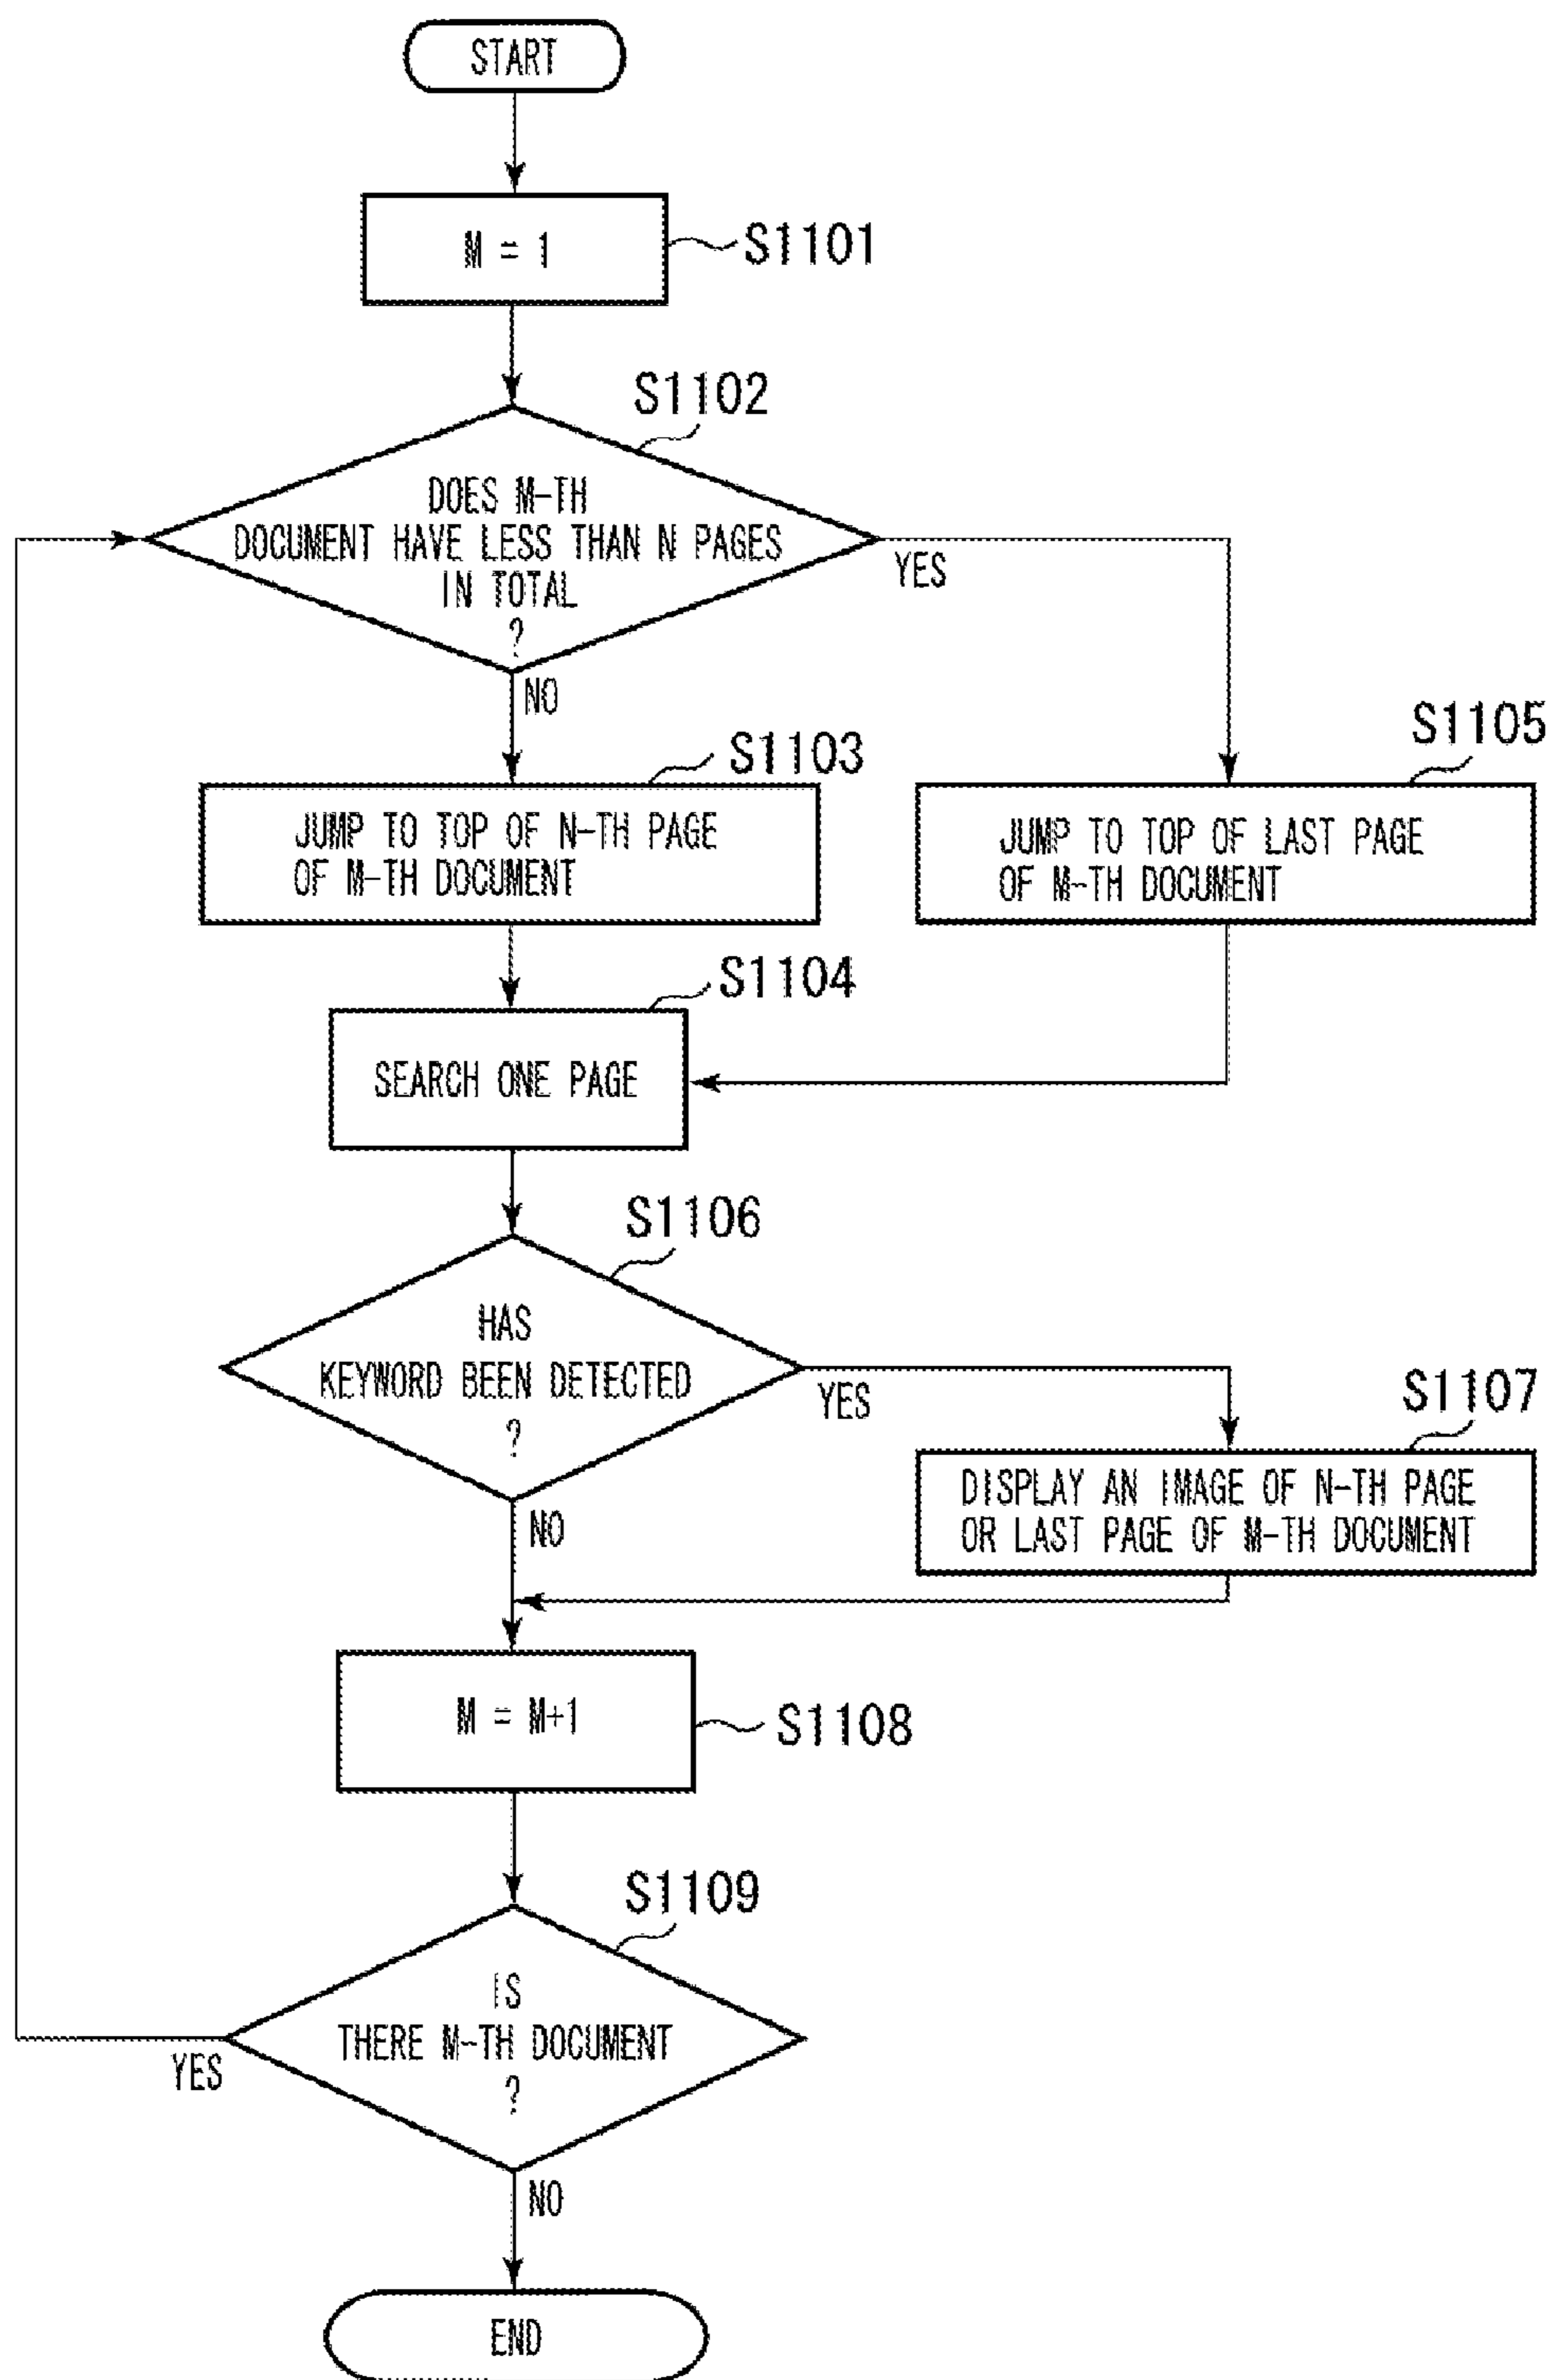 START
M = 1
S1101
S1102
DOES M-TH
DOCUMENT HAVE LESS THAN N PAGES
IN TOTAL
?
YES
NO
S1103
JUMP TO TOP OF N-TH PAGE
OF M-TH DOCUMENT
S1105
JUMP TO TOP OF LAST PAGE
OF M-TH DOCUMENT
S1104
SEARCH ONE PAGE
S1106
HAS
KEYWORD BEEN DETECTED
?
YES
NO
S1107
DISPLAY AN IMAGE OF N-TH PAGE
OR LAST PAGE OF M-TH DOCUMENT
M = M+1
S1108
S1109
IS
THERE M-TH DOCUMENT
?
YES
NO
END